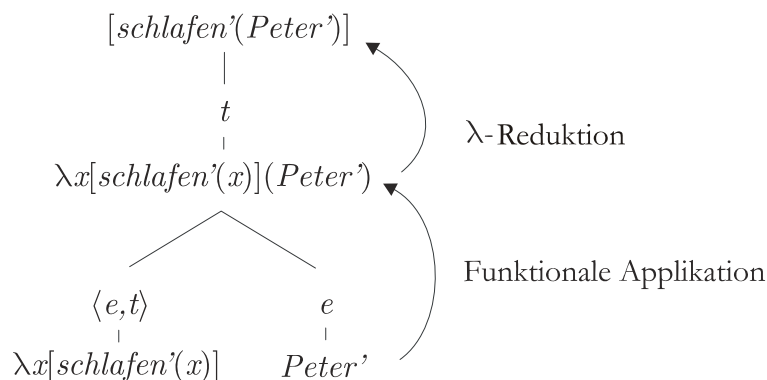 [schlafen’(Peter’)]
t
λ-Reduktion
λx[schlafen’(x)](Peter’)
Funktionale Applikation
⟨e,t⟩ e
λx[schlafen’(x)] Peter’